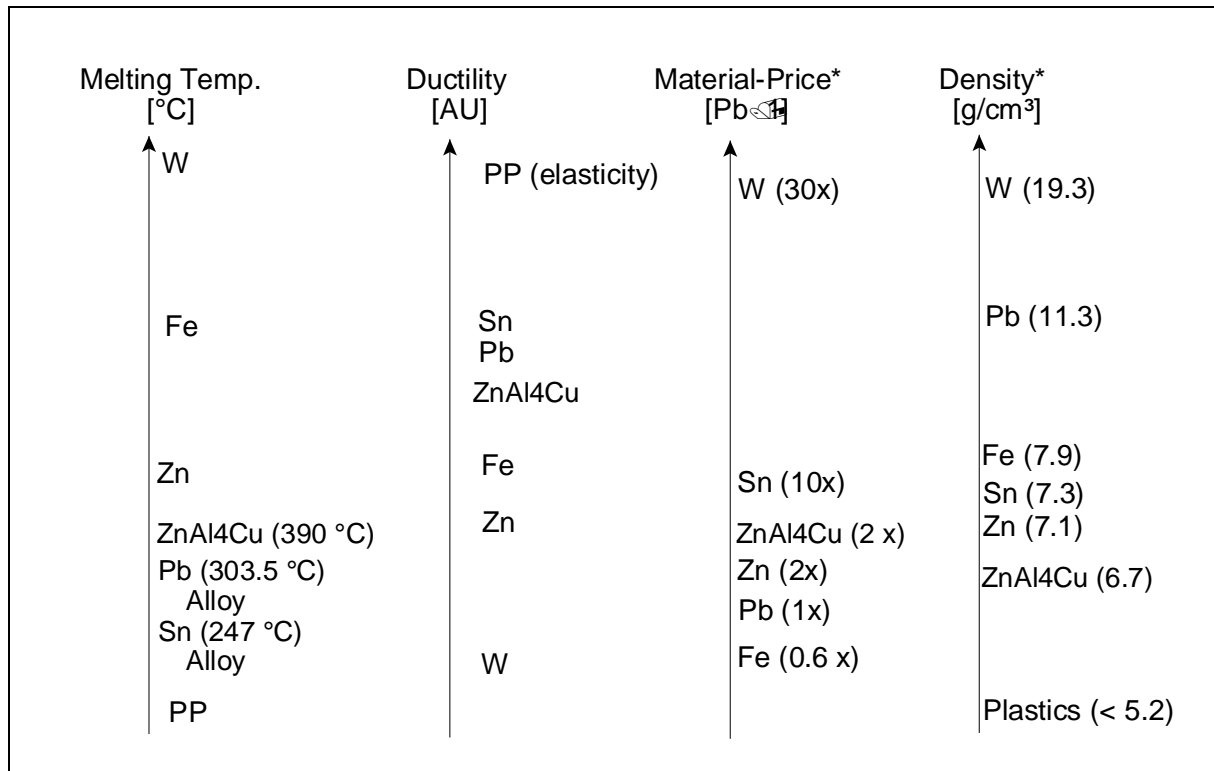 Melting Temp.
[°C]
W
Fe
Zn
ZnAl4Cu (390 °C)
Pb (303.5 °C)
Alloy
Sn (247 °C)
Alloy
PP
Ductility
[AU]
PP (elasticity)
Sn
Pb
ZnAl4Cu
Fe
Zn
W
Material-Price*
[Pb
W (30x)
Sn (10x)
ZnAl4Cu (2 x)
Zn (2x)
Pb (1x)
Fe (0.6 x)
Density*
[g/cm³]
W (19.3)
Pb (11.3)
Fe (7.9)
Sn (7.3)
Zn (7.1)
ZnAl4Cu (6.7)
Plastics (< 5.2)